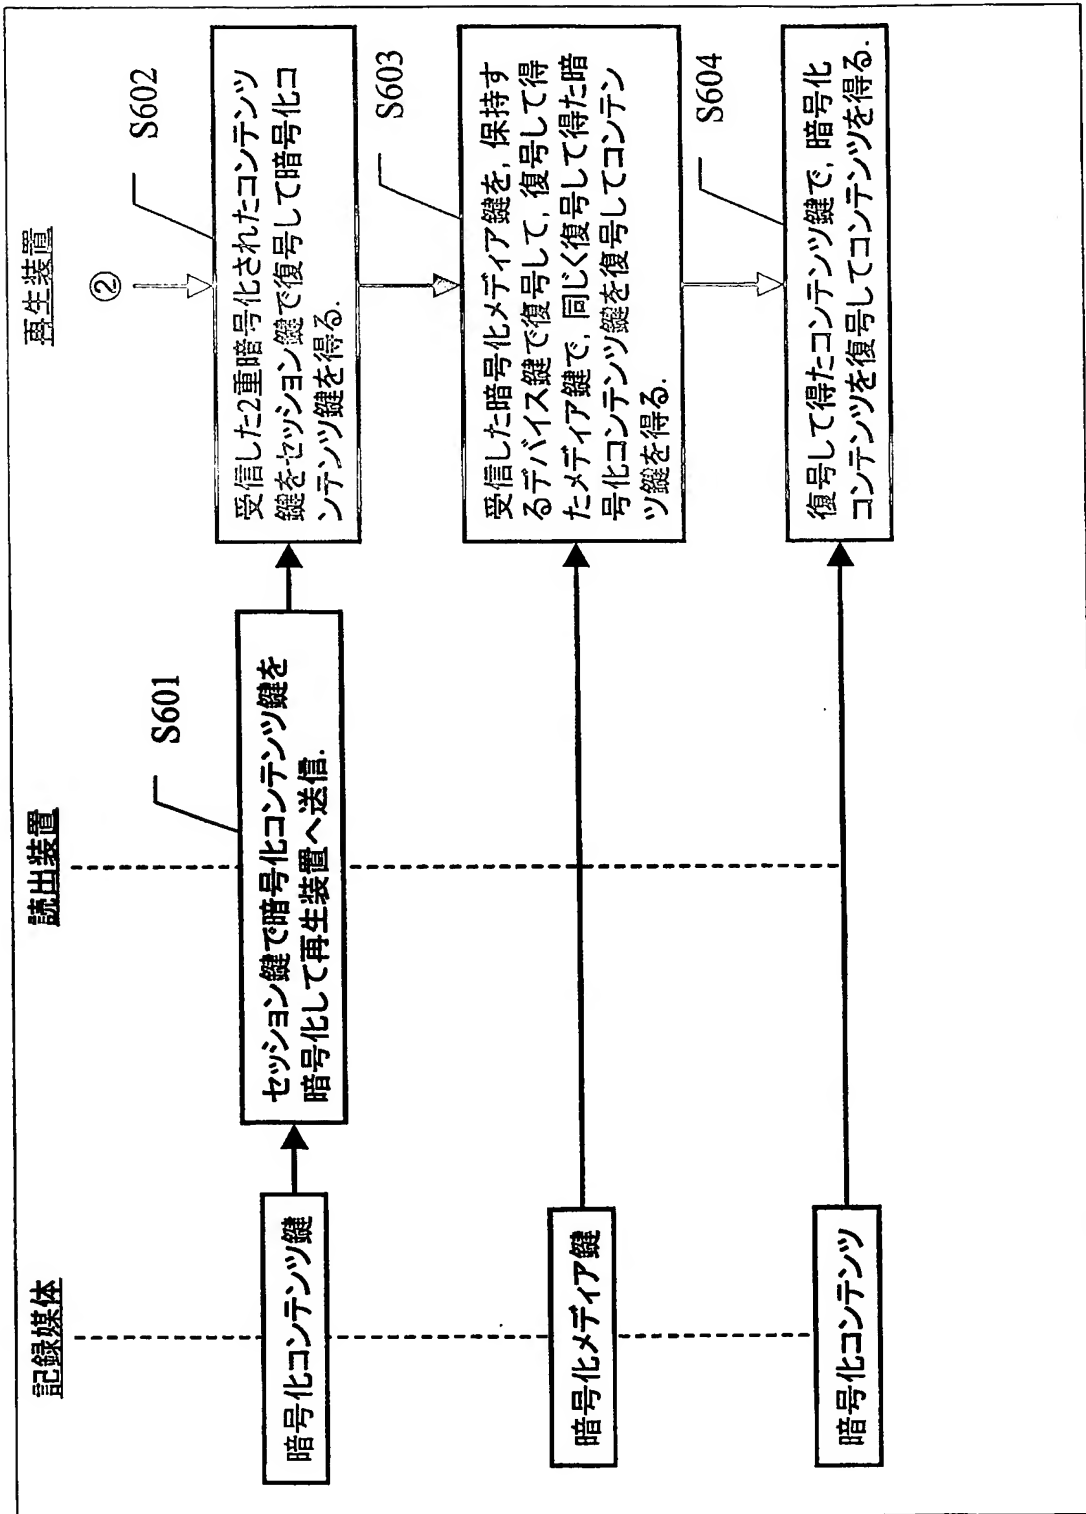 記録媒体
読出装置
再生装置
②
暗号化コンテンツ鍵
S601
セッション鍵で暗号化コンテンツ鍵を
暗号化して再生装置へ送信.
S602
受信した2重暗号化されたコンテンツ
鍵をセッション鍵で復号して暗号化コ
ンテンツ鍵を得る.
暗号化メディア鍵
S603
受信した暗号化メディア鍵を, 保持す
るデバイス鍵で復号して, 復号して得
たメディア鍵で, 同じく復号して得た暗
号化コンテンツ鍵を復号してコンテン
ツ鍵を得る.
暗号化コンテンツ
S604
復号して得たコンテンツ鍵で, 暗号化
コンテンツを復号してコンテンツを得る.